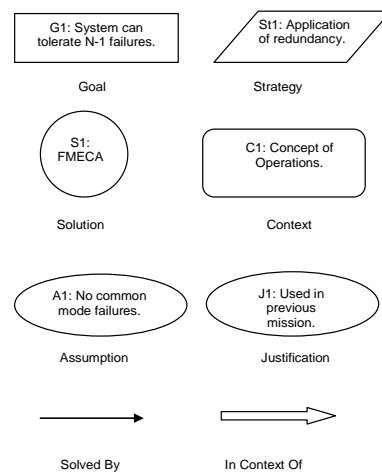 G1: System can
tolerate N-1 failures.
Goal
St1: Application
of redundancy.
Strategy
S1:
FMECA
Solution
C1: Concept of
Operations.
Context
A1: No common
mode failures.
Assumption
J1: Used in
previous
mission.
Justification
Solved By
In Context Of